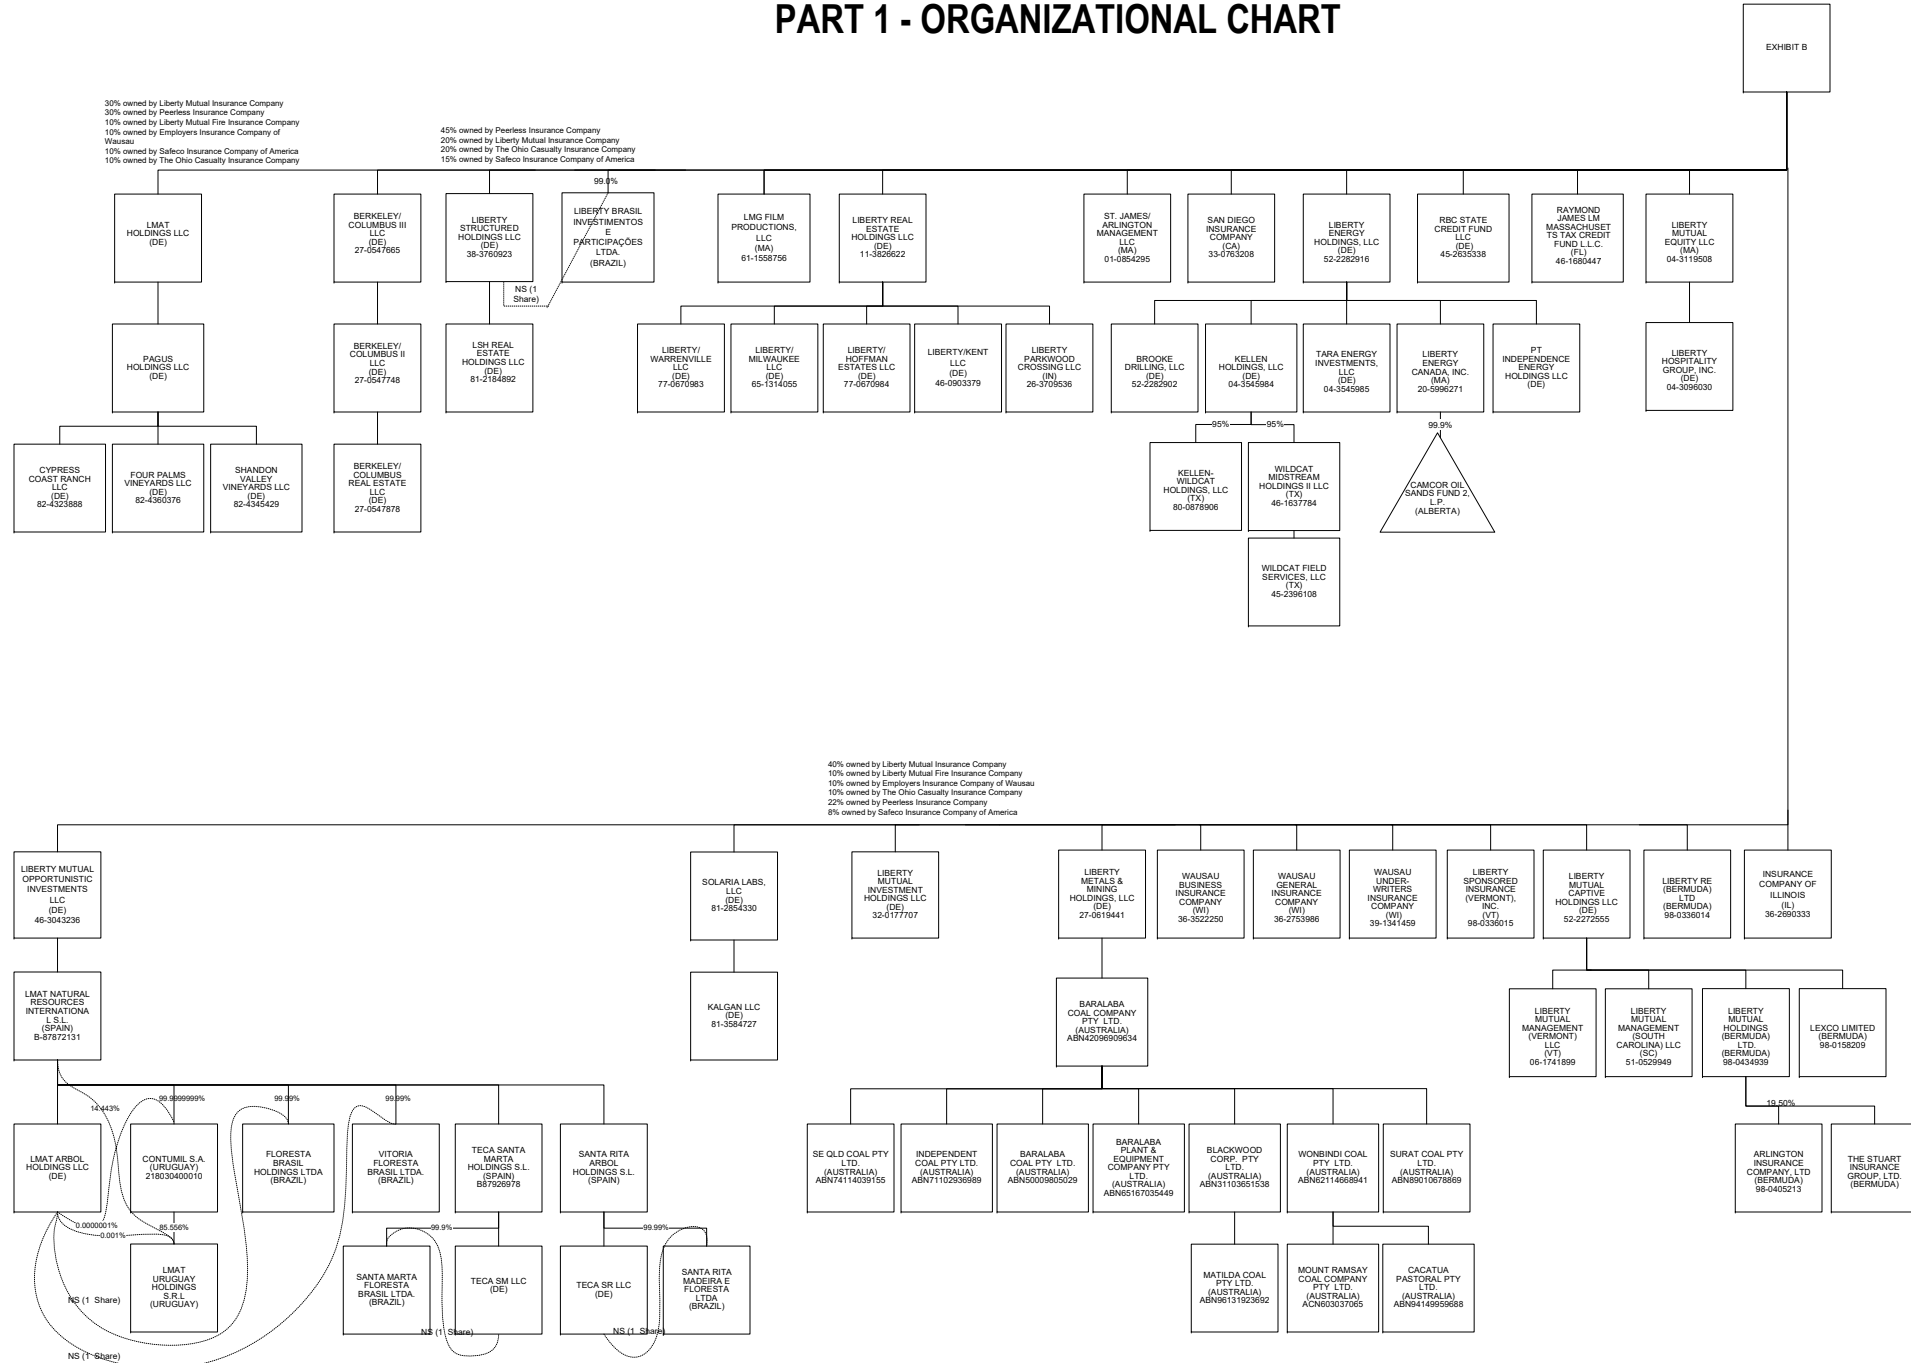 PART 1 - ORGANIZATIONAL CHART
EXHIBIT B
30% owned by Liberty Mutual Insurance Company
30% owned by Peerless Insurance Company
10% owned by Liberty Mutual Fire Insurance Company
10% owned by Employers Insurance Company of
Wausau
10% owned by Safeco Insurance Company of America
10% owned by The Ohio Casualty Insurance Company
45% owned by Peerless Insurance Company
20% owned by Liberty Mutual Insurance Company
20% owned by The Ohio Casualty Insurance Company
15% owned by Safeco Insurance Company of America
99.0%
LMAT
HOLDINGS LLC
(DE)
BERKELEY/
COLUMBUS III
LLC
(DE)
27-0547665
LIBERTY
STRUCTURED
HOLDINGS LLC
(DE)
38-3760923
LIBERTY BRASIL
INVESTIMENTOS
E
PARTICIPAÇÕES
LTDA.
(BRAZIL)
LMG FILM
PRODUCTIONS,
LLC
(MA)
61-1558756
LIBERTY REAL
ESTATE
HOLDINGS LLC
(DE)
11-3826622
ST. JAMES/
ARLINGTON
MANAGEMENT
LLC
(MA)
01-0854295
SAN DIEGO
INSURANCE
COMPANY
(CA)
33-0763208
LIBERTY
ENERGY
HOLDINGS, LLC
(DE)
52-2282916
RBC STATE
CREDIT FUND
LLC
(DE)
45-2635338
RAYMOND
JAMES LM
MASSACHUSET
TS TAX CREDIT
FUND L.L.C.
(FL)
46-1680447
LIBERTY
MUTUAL
EQUITY LLC
(MA)
04-3119508
NS (1
Share)
PAGUS
HOLDINGS LLC
(DE)
BERKELEY/
COLUMBUS II
LLC
(DE)
27-0547748
LSH REAL
ESTATE
HOLDINGS LLC
(DE)
81-2184892
LIBERTY/
WARRENVILLE
LLC
(DE)
77-0670983
LIBERTY/
MILWAUKEE
LLC
(DE)
65-1314055
LIBERTY/
HOFFMAN
ESTATES LLC
(DE)
77-0670984
LIBERTY/KENT
LLC
(DE)
46-0903379
LIBERTY
PARKWOOD
CROSSING LLC
(IN)
26-3709536
BROOKE
DRILLING, LLC
(DE)
52-2282902
KELLEN
HOLDINGS, LLC
(DE)
04-3545984
TARA ENERGY
INVESTMENTS,
LLC
(DE)
04-3545985
LIBERTY
ENERGY
CANADA, INC.
(MA)
20-5996271
PT
INDEPENDENCE
ENERGY
HOLDINGS LLC
(DE)
LIBERTY
HOSPITALITY
GROUP, INC.
(DE)
04-3096030
95%
95%
99.9%
CYPRESS
COAST RANCH
LLC
(DE)
82-4323888
FOUR PALMS
VINEYARDS LLC
(DE)
82-4360376
SHANDON
VALLEY
VINEYARDS LLC
(DE)
82-4345429
BERKELEY/
COLUMBUS
REAL ESTATE
LLC
(DE)
27-0547878
KELLEN-
WILDCAT
HOLDINGS, LLC
(TX)
80-0878906
WILDCAT
MIDSTREAM
HOLDINGS II LLC
(TX)
46-1637784
CAMCOR OIL
SANDS FUND 2,
L.P.
(ALBERTA)
WILDCAT FIELD
SERVICES, LLC
(TX)
45-2396108
40% owned by Liberty Mutual Insurance Company
10% owned by Liberty Mutual Fire Insurance Company
10% owned by Employers Insurance Company of Wausau
10% owned by The Ohio Casualty Insurance Company
22% owned by Peerless Insurance Company
8% owned by Safeco Insurance Company of America
LIBERTY MUTUAL
OPPORTUNISTIC
INVESTMENTS
LLC
(DE)
46-3043236
SOLARIA LABS,
LLC
(DE)
81-2854330
LIBERTY
MUTUAL
INVESTMENT
HOLDINGS LLC
(DE)
32-0177707
LIBERTY
METALS &
MINING
HOLDINGS, LLC
(DE)
27-0619441
WAUSAU
BUSINESS
INSURANCE
COMPANY
(WI)
36-3522250
WAUSAU
GENERAL
INSURANCE
COMPANY
(WI)
36-2753986
WAUSAU
UNDER-
WRITERS
INSURANCE
COMPANY
(WI)
39-1341459
LIBERTY
SPONSORED
INSURANCE
(VERMONT),
INC.
(VT)
98-0336015
LIBERTY
MUTUAL
CAPTIVE
HOLDINGS LLC
(DE)
52-2272555
LIBERTY RE
(BERMUDA)
LTD
(BERMUDA)
98-0336014
INSURANCE
COMPANY OF
ILLINOIS
(IL)
36-2690333
LMAT NATURAL
RESOURCES
INTERNATIONA
L S.L.
(SPAIN)
B-87872131
KALGAN LLC
(DE)
81-3584727
BARALABA
COAL COMPANY
PTY LTD.
(AUSTRALIA)
ABN42096909634
LIBERTY
MUTUAL
MANAGEMENT
(VERMONT)
LLC
(VT)
06-1741899
LIBERTY
MUTUAL
MANAGEMENT
(SOUTH
CAROLINA) LLC
(SC)
51-0529949
LIBERTY
MUTUAL
HOLDINGS
(BERMUDA)
LTD.
(BERMUDA)
98-0434939
LEXCO LIMITED
(BERMUDA)
98-0158209
14.443%
99.9999999%
99.99%
99.99%
19.50%
LMAT ARBOL
HOLDINGS LLC
(DE)
CONTUMIL S.A.
(URUGUAY)
218030400010
FLORESTA
BRASIL
HOLDINGS LTDA
(BRAZIL)
VITORIA
FLORESTA
BRASIL LTDA.
(BRAZIL)
TECA SANTA
MARTA
HOLDINGS S.L.
(SPAIN)
B87926978
SANTA RITA
ARBOL
HOLDINGS S.L.
(SPAIN)
SE QLD COAL PTY
LTD.
(AUSTRALIA)
ABN74114039155
INDEPENDENT
COAL PTY LTD.
(AUSTRALIA)
ABN71102936989
BARALABA
COAL PTY LTD.
(AUSTRALIA)
ABN50009805029
BARALABA
PLANT &
EQUIPMENT
COMPANY PTY
LTD.
(AUSTRALIA)
ABN65167035449
BLACKWOOD
CORP. PTY
LTD.
(AUSTRALIA)
ABN31103651538
WONBINDI COAL
PTY LTD.
(AUSTRALIA)
ABN62114668941
SURAT COAL PTY
LTD.
(AUSTRALIA)
ABN89010678869
ARLINGTON
INSURANCE
COMPANY, LTD
(BERMUDA)
98-0405213
THE STUART
INSURANCE
GROUP, LTD.
(BERMUDA)
0.0000001%
0.001%
85.556%
99.9%
99.99%
LMAT
URUGUAY
HOLDINGS
S.R.L
(URUGUAY)
SANTA MARTA
FLORESTA
BRASIL LTDA.
(BRAZIL)
TECA SM LLC
(DE)
TECA SR LLC
(DE)
SANTA RITA
MADEIRA E
FLORESTA
LTDA
(BRAZIL)
MATILDA COAL
PTY LTD.
(AUSTRALIA)
ABN96131923692
MOUNT RAMSAY
COAL COMPANY
PTY LTD.
(AUSTRALIA)
ACN603037065
CACATUA
PASTORAL PTY
LTD.
(AUSTRALIA)
ABN94149959688
NS (1 Share)
NS (1 Share)
NS (1 Share)
NS (1 Share)